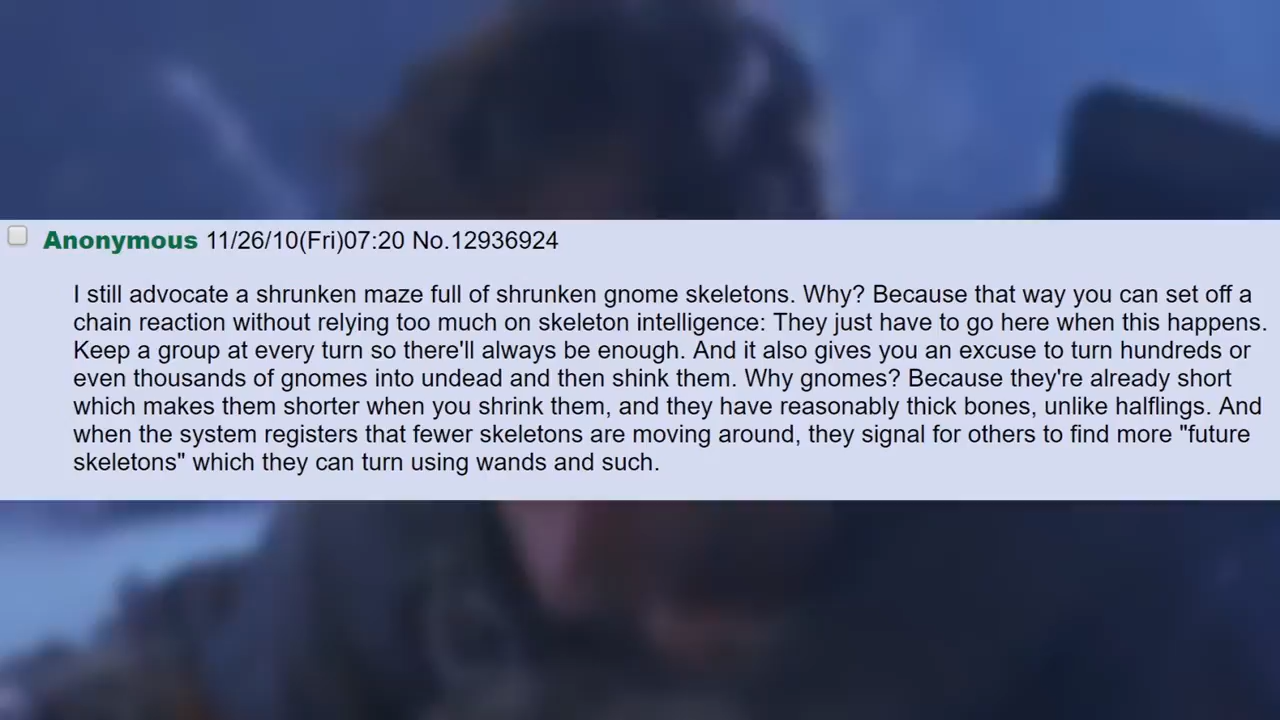 Anonymous 11/26/10(Fri)07:20 No.12936924
I still advocate a shrunken maze full of shrunken gnome skeletons. Why? Because that way you can set off a
chain reaction without relying too much on skeleton intelligence: They just have to go here when this happens.
Keep a group at every turn so there'll always be enough. And it also gives you an excuse to turn hundreds or
even thousands of gnomes into undead and then shink them. Why gnomes? Because they're already short
which makes them shorter when you shrink them, and they have reasonably thick bones, unlike halflings. And
when the system registers that fewer skeletons are moving around, they signal for others to find more "future
skeletons" which they can turn using wands and such.